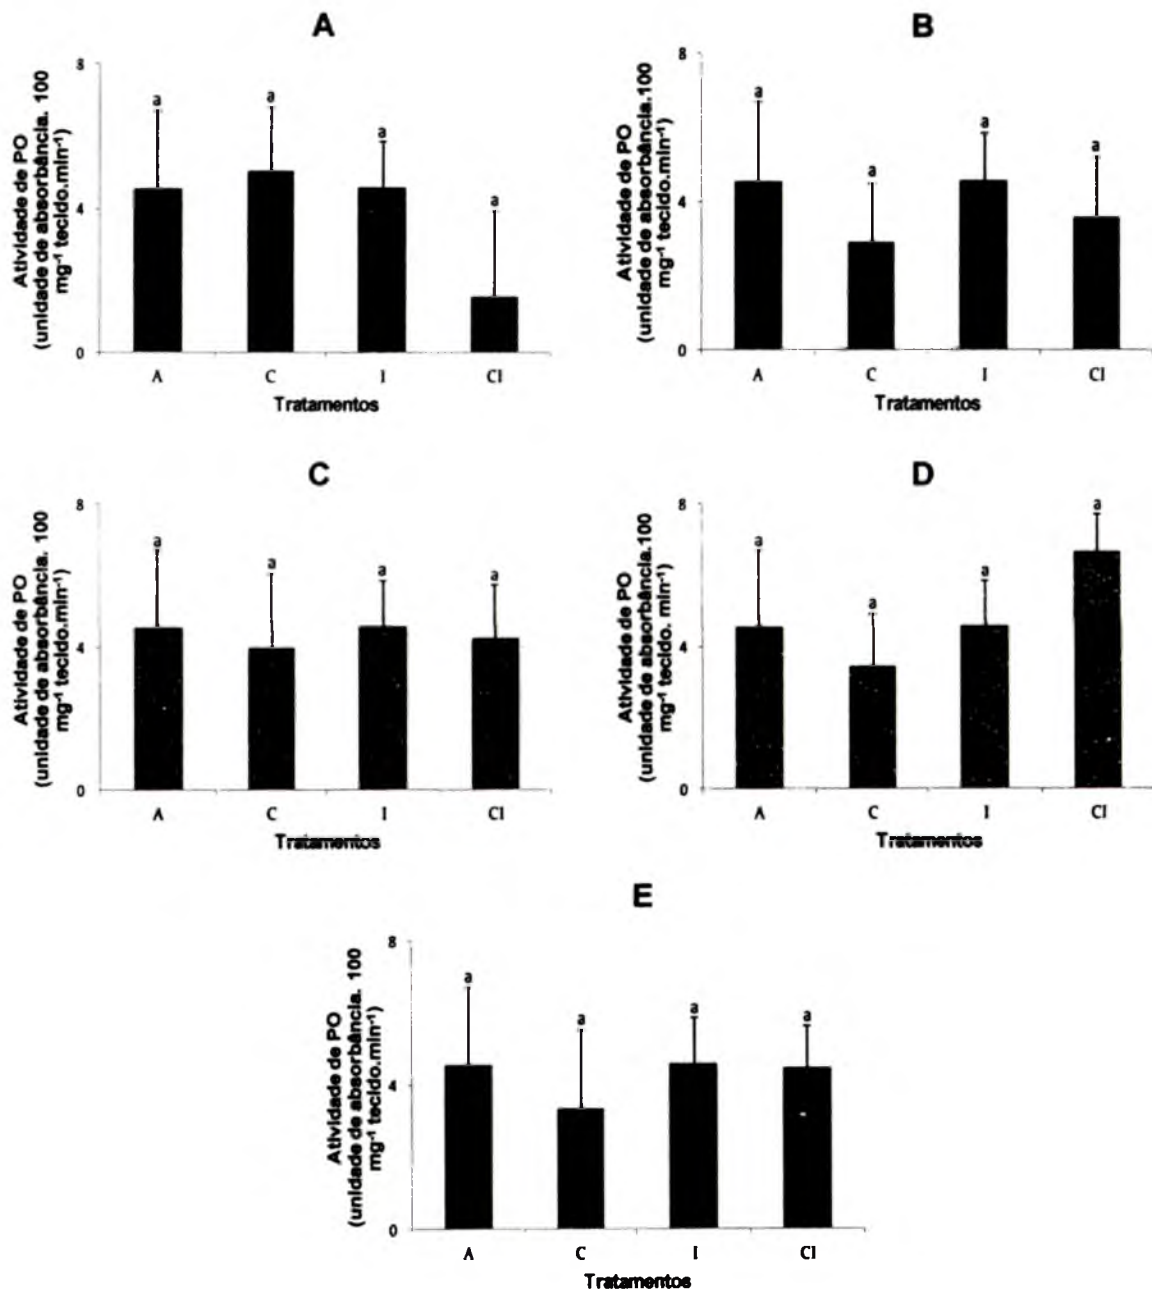 A
Atividade de PO
(unidade de absorbância. 100
mg⁻¹ tecido.min⁻¹)
8
4
0
a
a
a
a
A
C
I
CI
Tratamentos
B
Atividade de PO
(unidade de absorbância.100
mg⁻¹ tecido.min⁻¹)
8
4
0
a
a
a
a
A
C
I
CI
Tratamentos
C
Atividade de PO
(unidade de absorbância. 100
mg⁻¹ tecido.min⁻¹)
8
4
0
a
a
a
a
A
C
I
CI
Tratamentos
D
Atividade de PO
(unidade de absorbância.100
mg⁻¹ tecido. min⁻¹)
8
4
0
a
a
a
a
A
C
I
CI
Tratamentos
E
Atividade de PO
(unidade de absorbância. 100
mg⁻¹ tecido.min⁻¹)
8
4
0
a
a
a
a
A
C
I
CI
Tratamentos